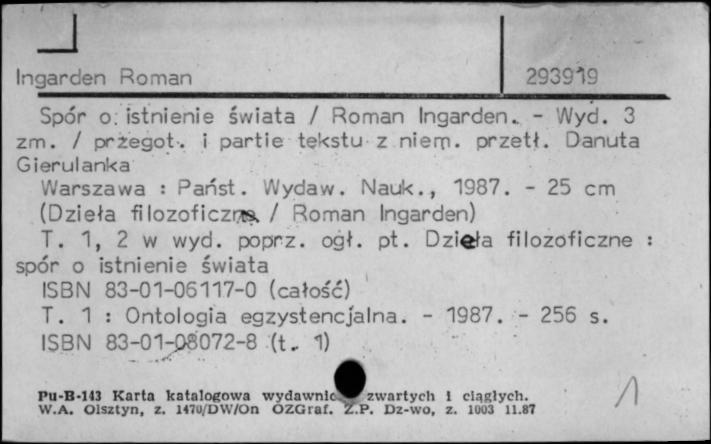 Ingarden Roman 293919
Spór o istnienie świata / Roman Ingarden. - Wyd. 3
zm. / przegot. i partie tekstu z niem. przetł. Danuta
Gierulanka
Warszawa : Państ. Wydaw. Nauk., 1987. - 25 cm
(Dzieła filozoficzne / Roman Ingarden)
T. 1, 2 w wyd. poprz. ogł. pt. Dzieła filozoficzne :
spór o istnienie świata
ISBN 83-01-06117-0 (całość)
T. 1 : Ontologia egzystencjalna. - 1987. - 256 s.
ISBN 83-01-08072-8 (t. 1)
Pu-B-143 Karta katalogowa wydawnic zwartych i ciągłych.
W.A. Olsztyn, z. 1470/DW/On OZGraf. Z.P. Dz-wo, z. 1003 11.87
1